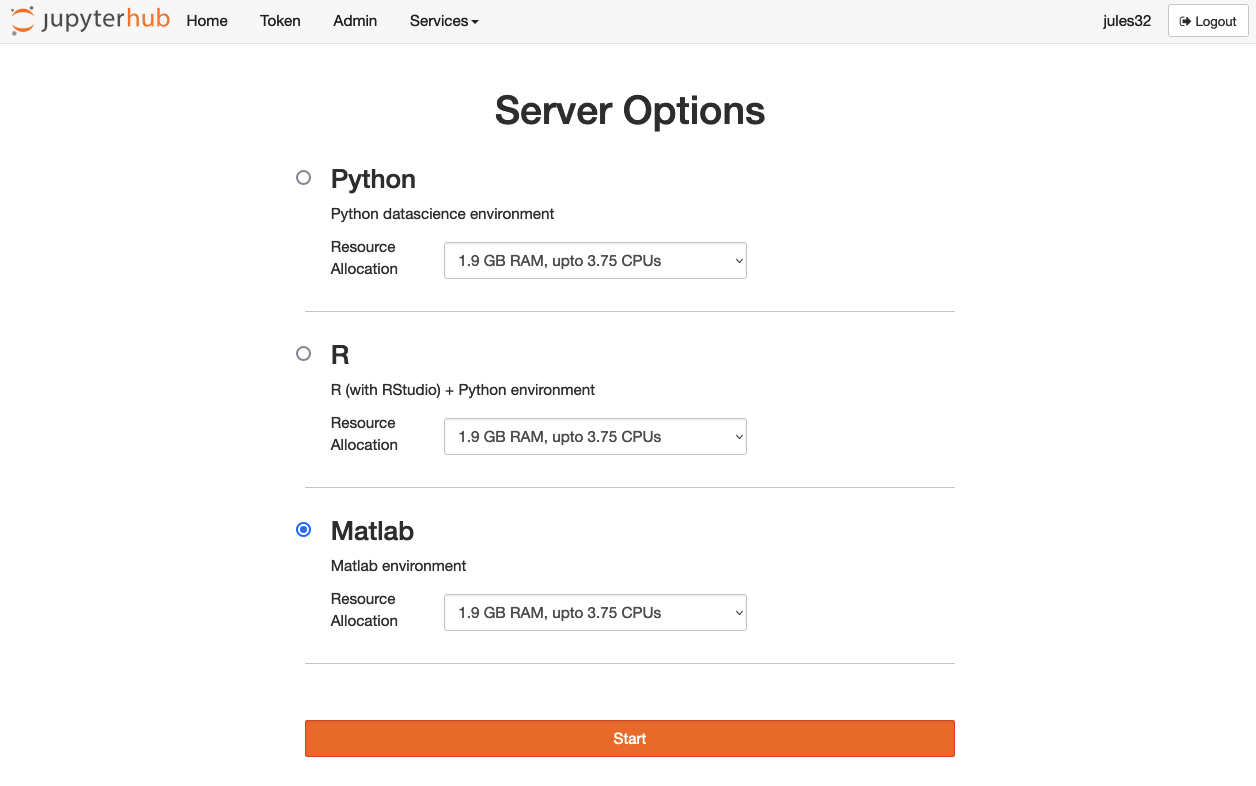 jupyterhub Home Token Admin Services jules32 Logout
Server Options
Python
Python datascience environment
Resource
Allocation
1.9 GB RAM, upto 3.75 CPUs
R
R (with RStudio) + Python environment
Resource
Allocation
1.9 GB RAM, upto 3.75 CPUs
Matlab
Matlab environment
Resource
Allocation
1.9 GB RAM, upto 3.75 CPUs
Start